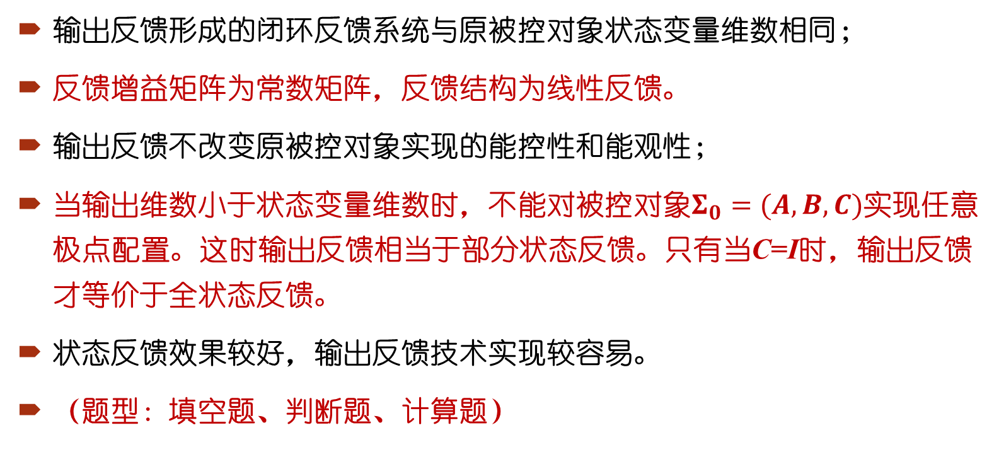 输出反馈形成的闭环反馈系统与原被控对象状态变量维数相同；
反馈增益矩阵为常数矩阵，反馈结构为线性反馈。
输出反馈不改变原被控对象实现的能控性和能观性；
当输出维数小于状态变量维数时，不能对被控对象Σ₀ = (A, B, C)实现任意
极点配置。这时输出反馈相当于部分状态反馈。只有当C=I时，输出反馈
才等价于全状态反馈。
状态反馈效果较好，输出反馈技术实现较容易。
（题型：填空题、判断题、计算题）